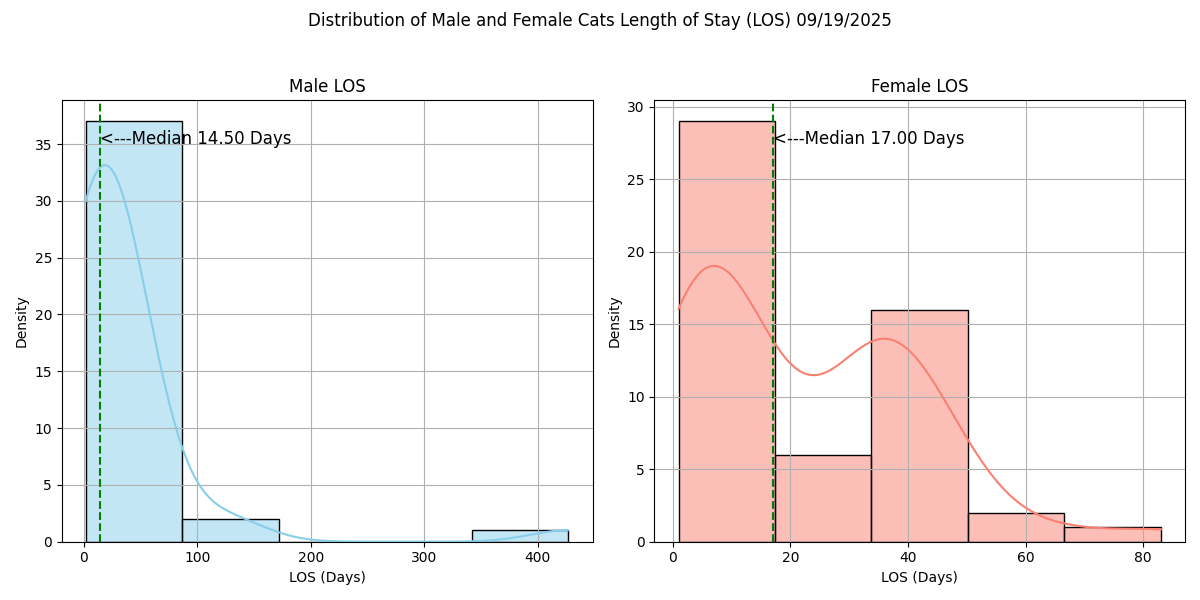 Distribution of Male and Female Cats Length of Stay (LOS) 09/19/2025
Male LOS
Density
35
30
25
20
15
10
5
0
<---Median 14.50 Days
0 100 200 300 400
LOS (Days)
Female LOS
Density
30
25
20
15
10
5
0
<---Median 17.00 Days
0 20 40 60 80
LOS (Days)